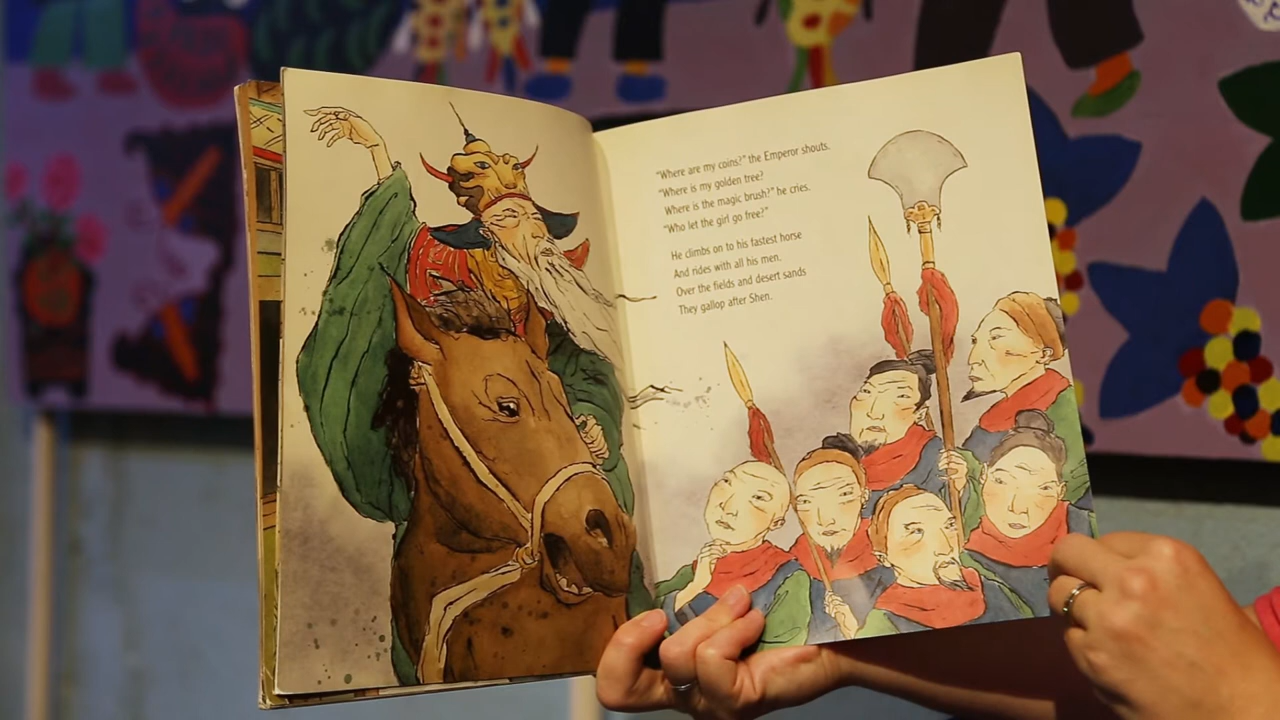 “Where are my coins?” the Emperor shouts.
“Where is my golden tree?
Where is the magic brush?” he cries.
“Who let the girl go free?”
He climbs on to his fastest horse
And rides with all his men.
Over the fields and desert sands
They gallop after Shen.